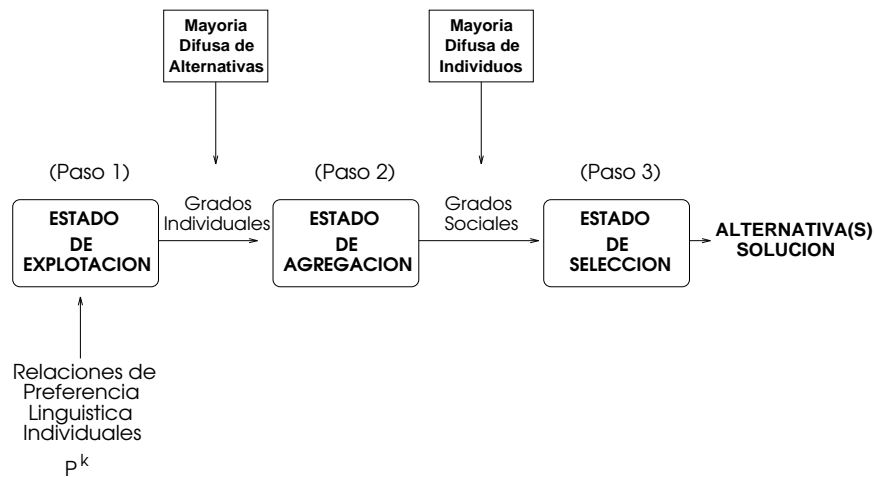 Mayoria
Difusa de
Alternativas
Mayoria
Difusa de
Individuos
(Paso 1)
(Paso 2)
(Paso 3)
ESTADO
DE
EXPLOTACION
Grados
Individuales
ESTADO
DE
AGREGACION
Grados
Sociales
ESTADO
DE
SELECCION
ALTERNATIVA(S)
SOLUCION
Relaciones de
Preferencia
Linguistica
Individuales
P^k